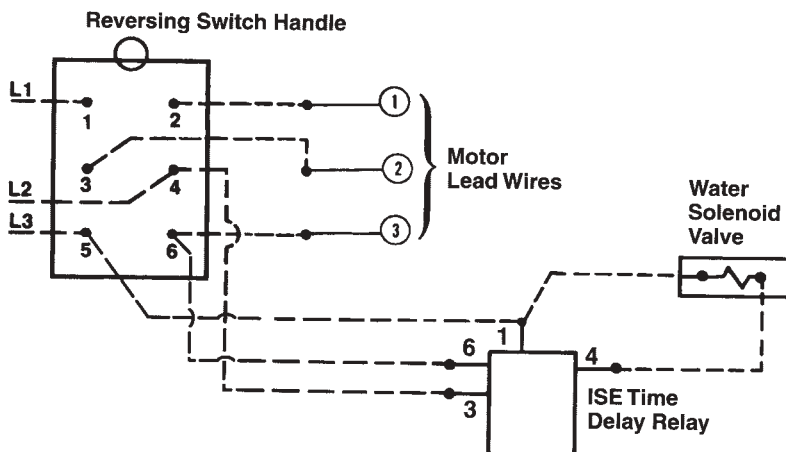 Reversing Switch Handle
L1
1
2
1
3
4
2
Motor
Lead Wires
L2
L3
5
6
3
Water
Solenoid
Valve
1
6
4
3
ISE Time
Delay Relay